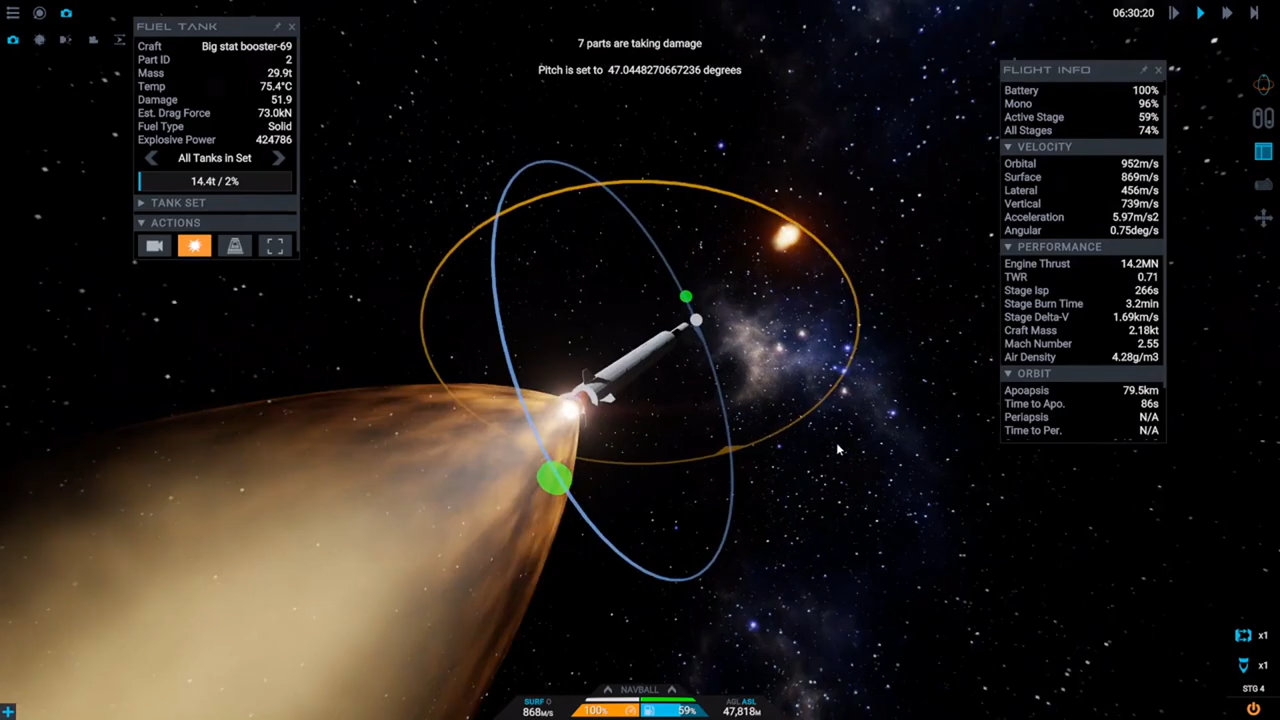 FUEL TANK
Craft Big stat booster-69
Part ID 2
Mass 29.9t
Temp 75.4°C
Damage 51.9
Est. Drag Force 73.0kN
Fuel Type Solid
Explosive Power 424786
All Tanks in Set
14.4t / 2%
TANK SET
ACTIONS
7 parts are taking damage
Pitch is set to 47.0448270667236 degrees
06:30:20
FLIGHT INFO
Battery 100%
Mono 96%
Active Stage 59%
All Stages 74%
VELOCITY
Orbital 952m/s
Surface 869m/s
Lateral 456m/s
Vertical 739m/s
Acceleration 5.97m/s2
Angular 0.75deg/s
PERFORMANCE
Engine Thrust 14.2MN
TWR 0.71
Stage Isp 266s
Stage Burn Time 3.2min
Stage Delta-V 1.69km/s
Craft Mass 2.18kt
Mach Number 2.55
Air Density 4.28g/m3
ORBIT
Apoapsis 79.5km
Time to Apo. 86s
Periapsis N/A
Time to Per. N/A
x1
x1
STG 4
NAVBALL
SURF O
868M/S
100%
59%
AGL ASL
47,818M